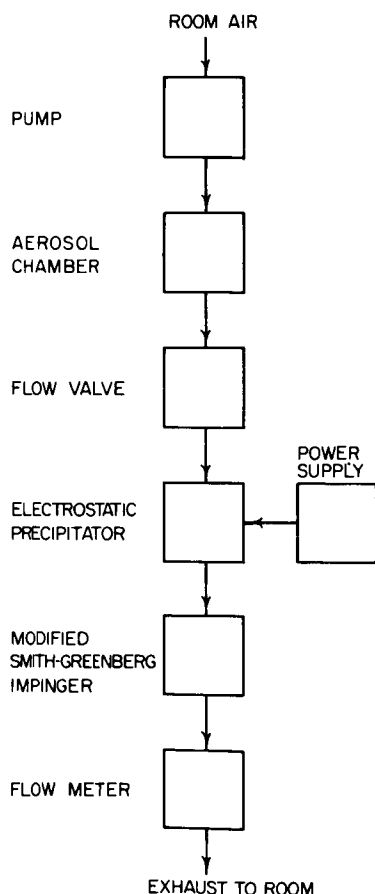 ROOM AIR
PUMP
AEROSOL
CHAMBER
FLOW VALVE
POWER
SUPPLY
ELECTROSTATIC
PRECIPITATOR
MODIFIED
SMITH-GREENBERG
IMPINGER
FLOW METER
EXHAUST TO ROOM